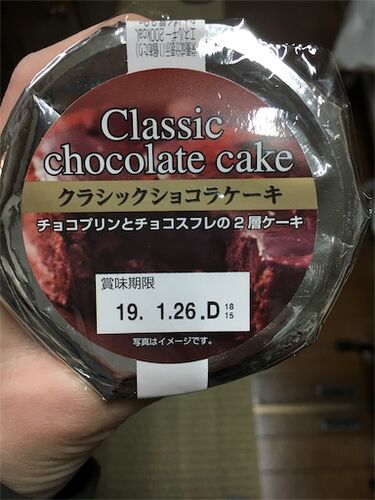 Classic
chocolate cake
クラシックショコラケーキ
チョコプリンとチョコスフレの2層ケーキ
賞味期限
19. 1.26.D 18
15
写真はイメージです。